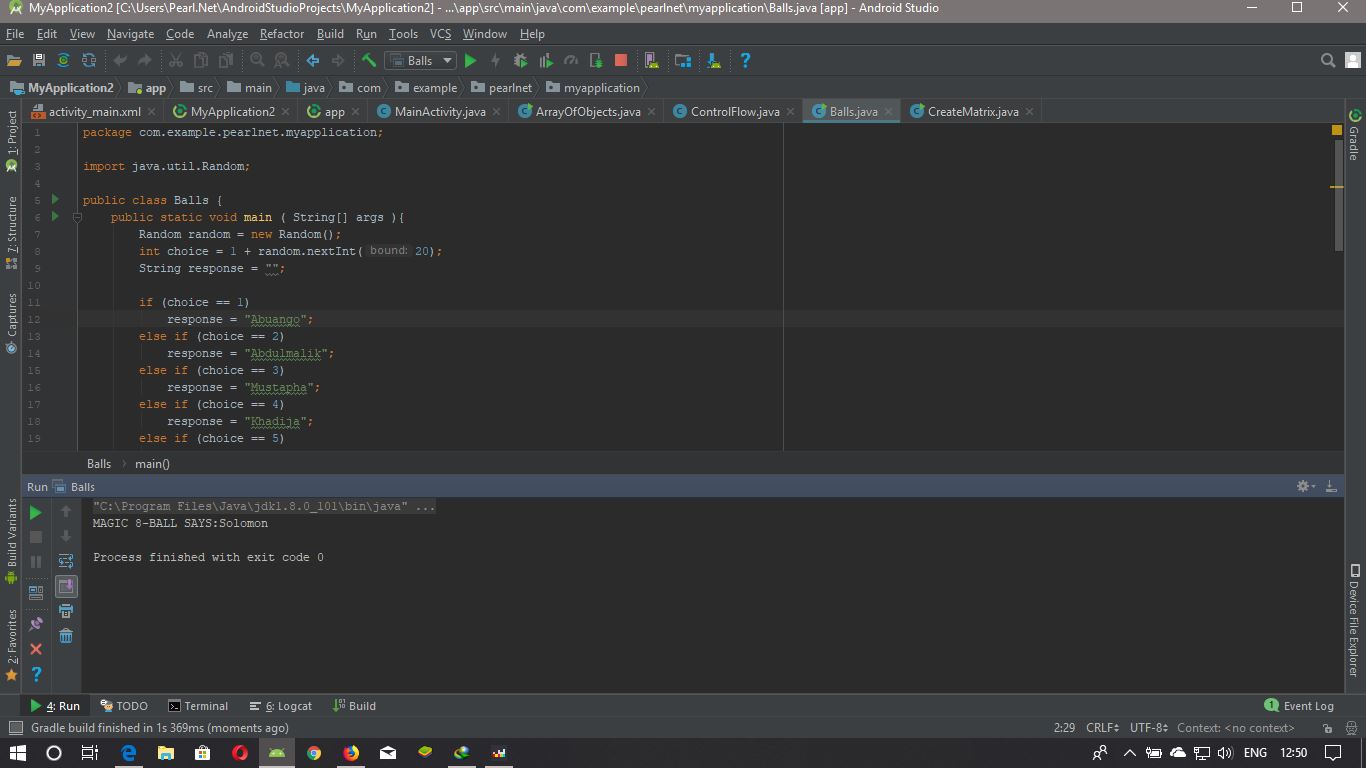 MyApplication2 [C:\Users\Pearl.Net\AndroidStudioProjects\MyApplication2] - ...\app\src\main\java\com\example\pearlnet\myapplication\Balls.java [app] - Android Studio
File Edit View Navigate Code Analyze Refactor Build Run Tools VCS Window Help
Balls
MyApplication2 app src main java com example pearlnet myapplication
activity_main.xml MyApplication2 app MainActivity.java ArrayOfObjects.java ControlFlow.java Balls.java CreateMatrix.java
1: Project
7: Structure
Captures
Build Variants
2: Favorites
Gradle
Device File Explorer
1 package com.example.pearlnet.myapplication;
2
3 import java.util.Random;
4
5 public class Balls {
6 public static void main ( String[] args ){
7 Random random = new Random();
8 int choice = 1 + random.nextInt( bound: 20);
9 String response = "";
10
11 if (choice == 1)
12 response = "Abuango";
13 else if (choice == 2)
14 response = "Abdulmalik";
15 else if (choice == 3)
16 response = "Mustapha";
17 else if (choice == 4)
18 response = "Khadija";
19 else if (choice == 5)
Balls main()
Run Balls
"C:\Program Files\Java\jdk1.8.0_101\bin\java" ...
MAGIC 8-BALL SAYS:Solomon
Process finished with exit code 0
4: Run TODO Terminal 6: Logcat Build 1 Event Log
Gradle build finished in 1s 369ms (moments ago) 2:29 CRLF UTF-8 Context: <no context>
ENG 12:50